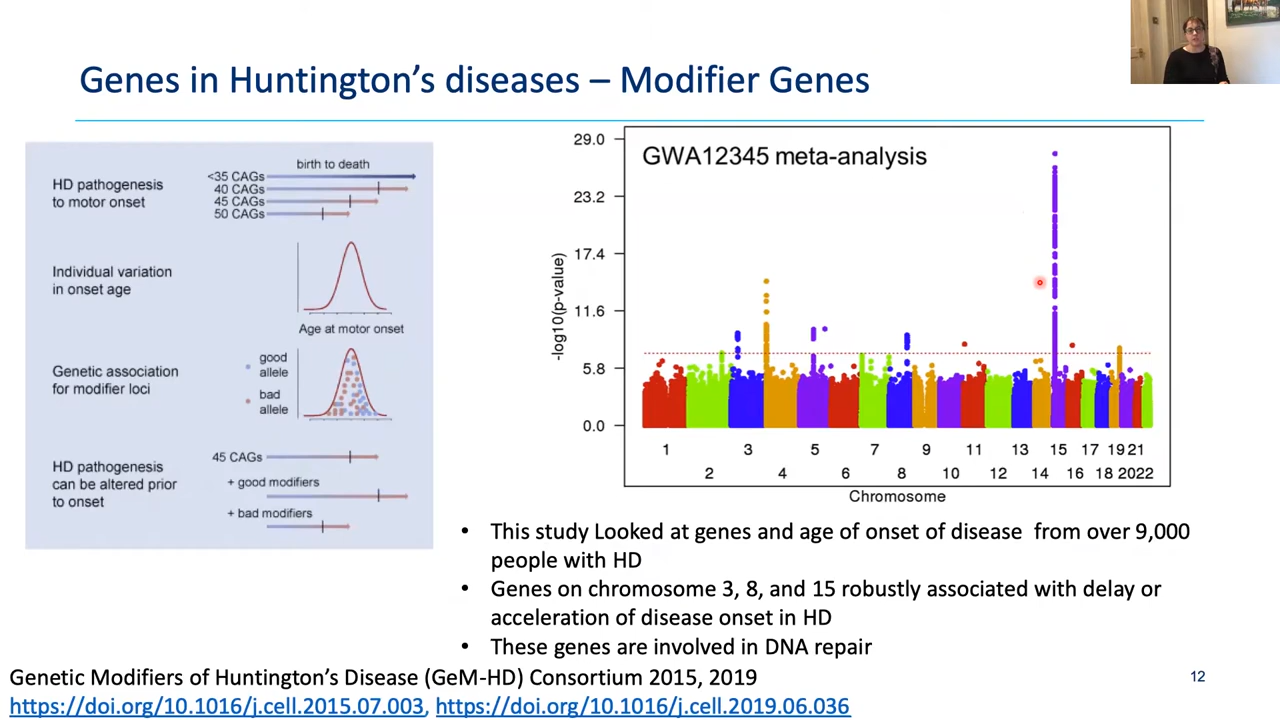 Genes in Huntington's diseases – Modifier Genes
HD pathogenesis
to motor onset
birth to death
<35 CAGs
40 CAGs
45 CAGs
50 CAGs
Individual variation
in onset age
Age at motor onset
Genetic association
for modifier loci
good
allele
bad
allele
HD pathogenesis
can be altered prior
to onset
45 CAGs
+ good modifiers
+ bad modifiers
GWA12345 meta-analysis
-log10(p-value)
29.0
23.2
17.4
11.6
5.8
0.0
1 3 5 7 9 11 13 15 17 19 21
2 4 6 8 10 12 14 16 18 20 22
Chromosome
• This study Looked at genes and age of onset of disease from over 9,000
people with HD
• Genes on chromosome 3, 8, and 15 robustly associated with delay or
acceleration of disease onset in HD
• These genes are involved in DNA repair
Genetic Modifiers of Huntington's Disease (GeM-HD) Consortium 2015, 2019
https://doi.org/10.1016/j.cell.2015.07.003, https://doi.org/10.1016/j.cell.2019.06.036
12